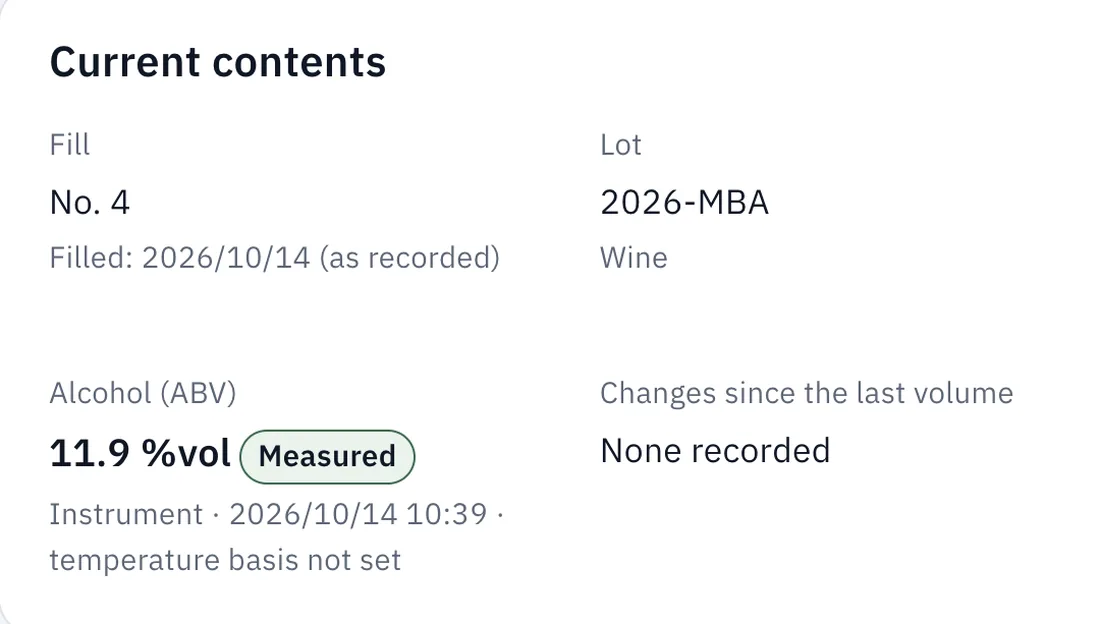 Current contents
Fill
No. 4
Filled: 2026/10/14 (as recorded)
Lot
2026-MBA
Wine
Alcohol (ABV)
11.9 %vol Measured
Instrument · 2026/10/14 10:39 ·
temperature basis not set
Changes since the last volume
None recorded